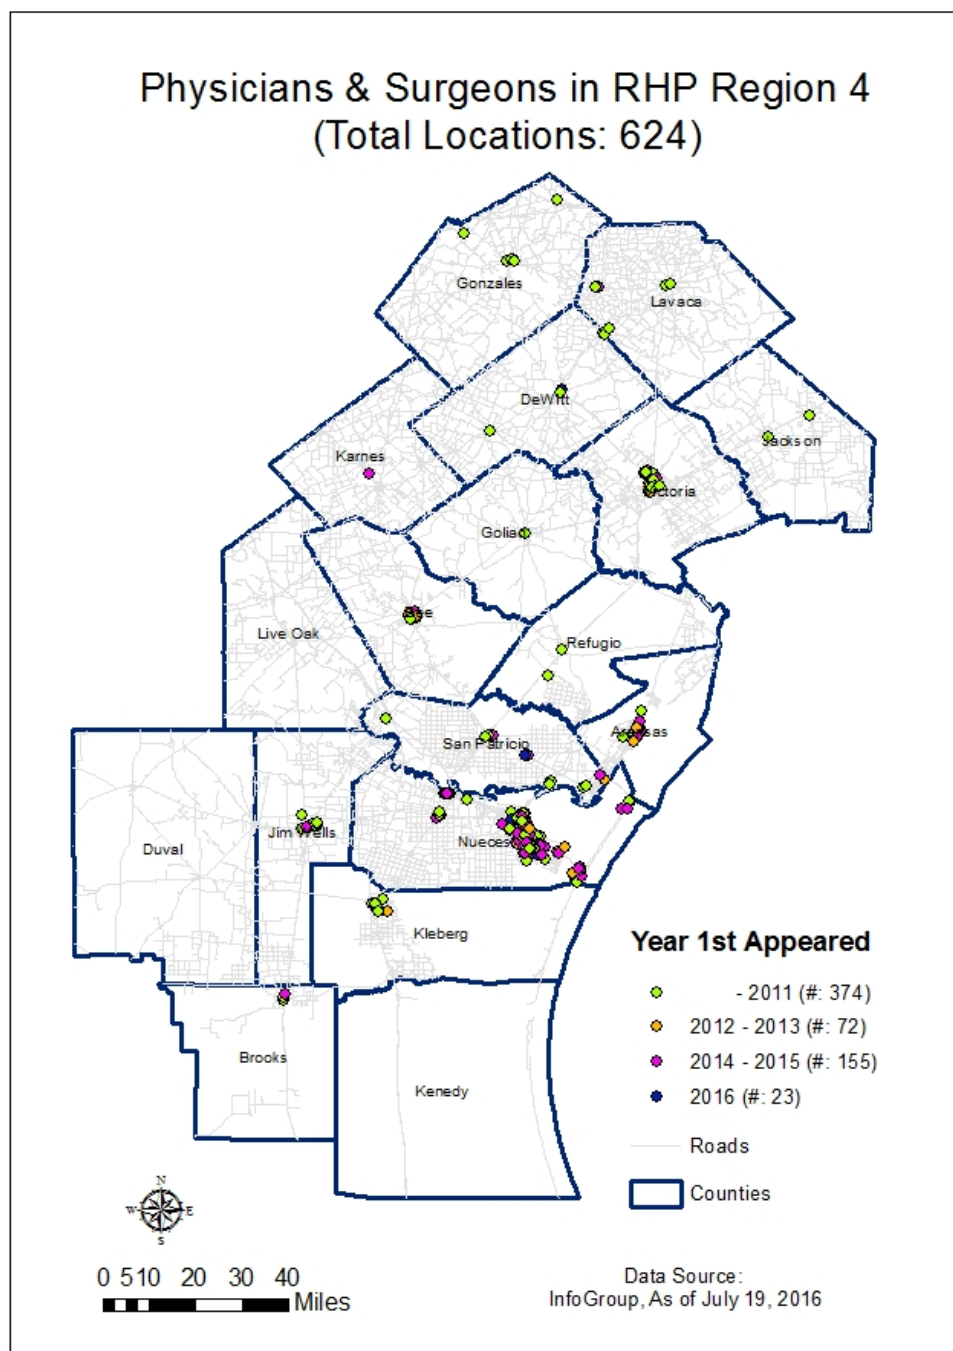 Physicians & Surgeons in RHP Region 4
(Total Locations: 624)
Gonzales
Lavaca
DeWitt
Jackson
Karnes
Goliad
Live Oak
Refugio
San Patricio
Aransas
Jim Wells
Duval
Nueces
Kleberg
Year 1st Appeared
- 2011 (#: 374)
2012 - 2013 (#: 72)
2014 - 2015 (#: 155)
2016 (#: 23)
Brooks
Kenedy
Roads
Counties
N
W
E
S
0 5 10 20 30 40
Miles
Data Source:
InfoGroup, As of July 19, 2016